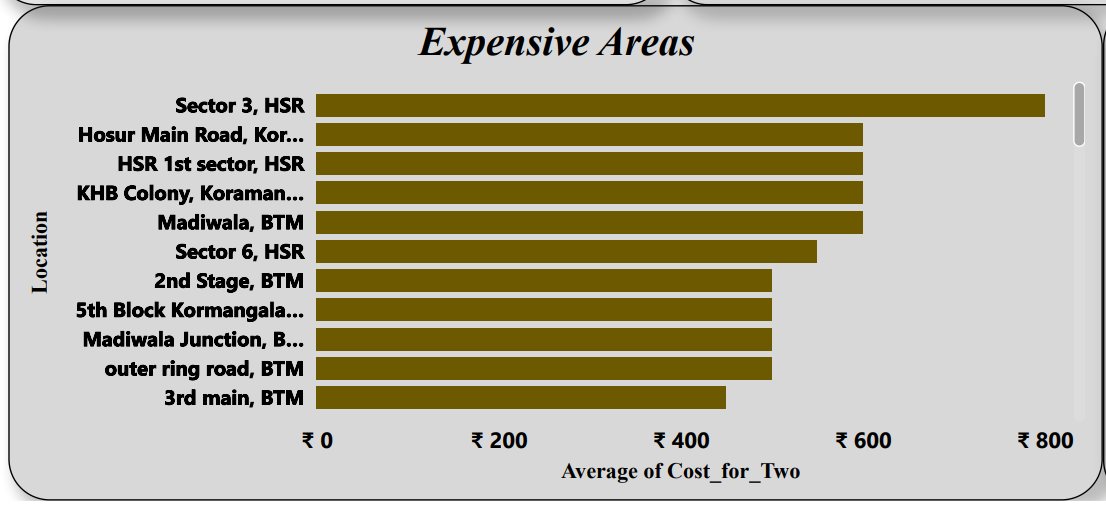 Expensive Areas
Sector 3, HSR
Hosur Main Road, Kor...
HSR 1st sector, HSR
KHB Colony, Koraman...
Madiwala, BTM
Sector 6, HSR
2nd Stage, BTM
5th Block Kormangala...
Madiwala Junction, B...
outer ring road, BTM
3rd main, BTM
Location
₹ 0 ₹ 200 ₹ 400 ₹ 600 ₹ 800
Average of Cost_for_Two